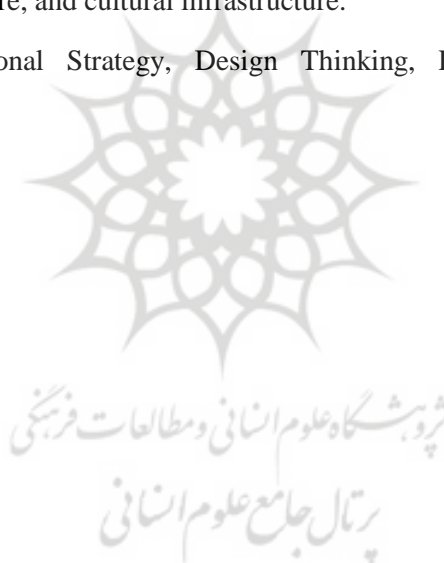 re, and cultural infrastructure.
onal Strategy, Design Thinking, I
پژوهشگاه علوم انسانی و مطالعات فرهنگی
پرتال جامع علوم انسانی